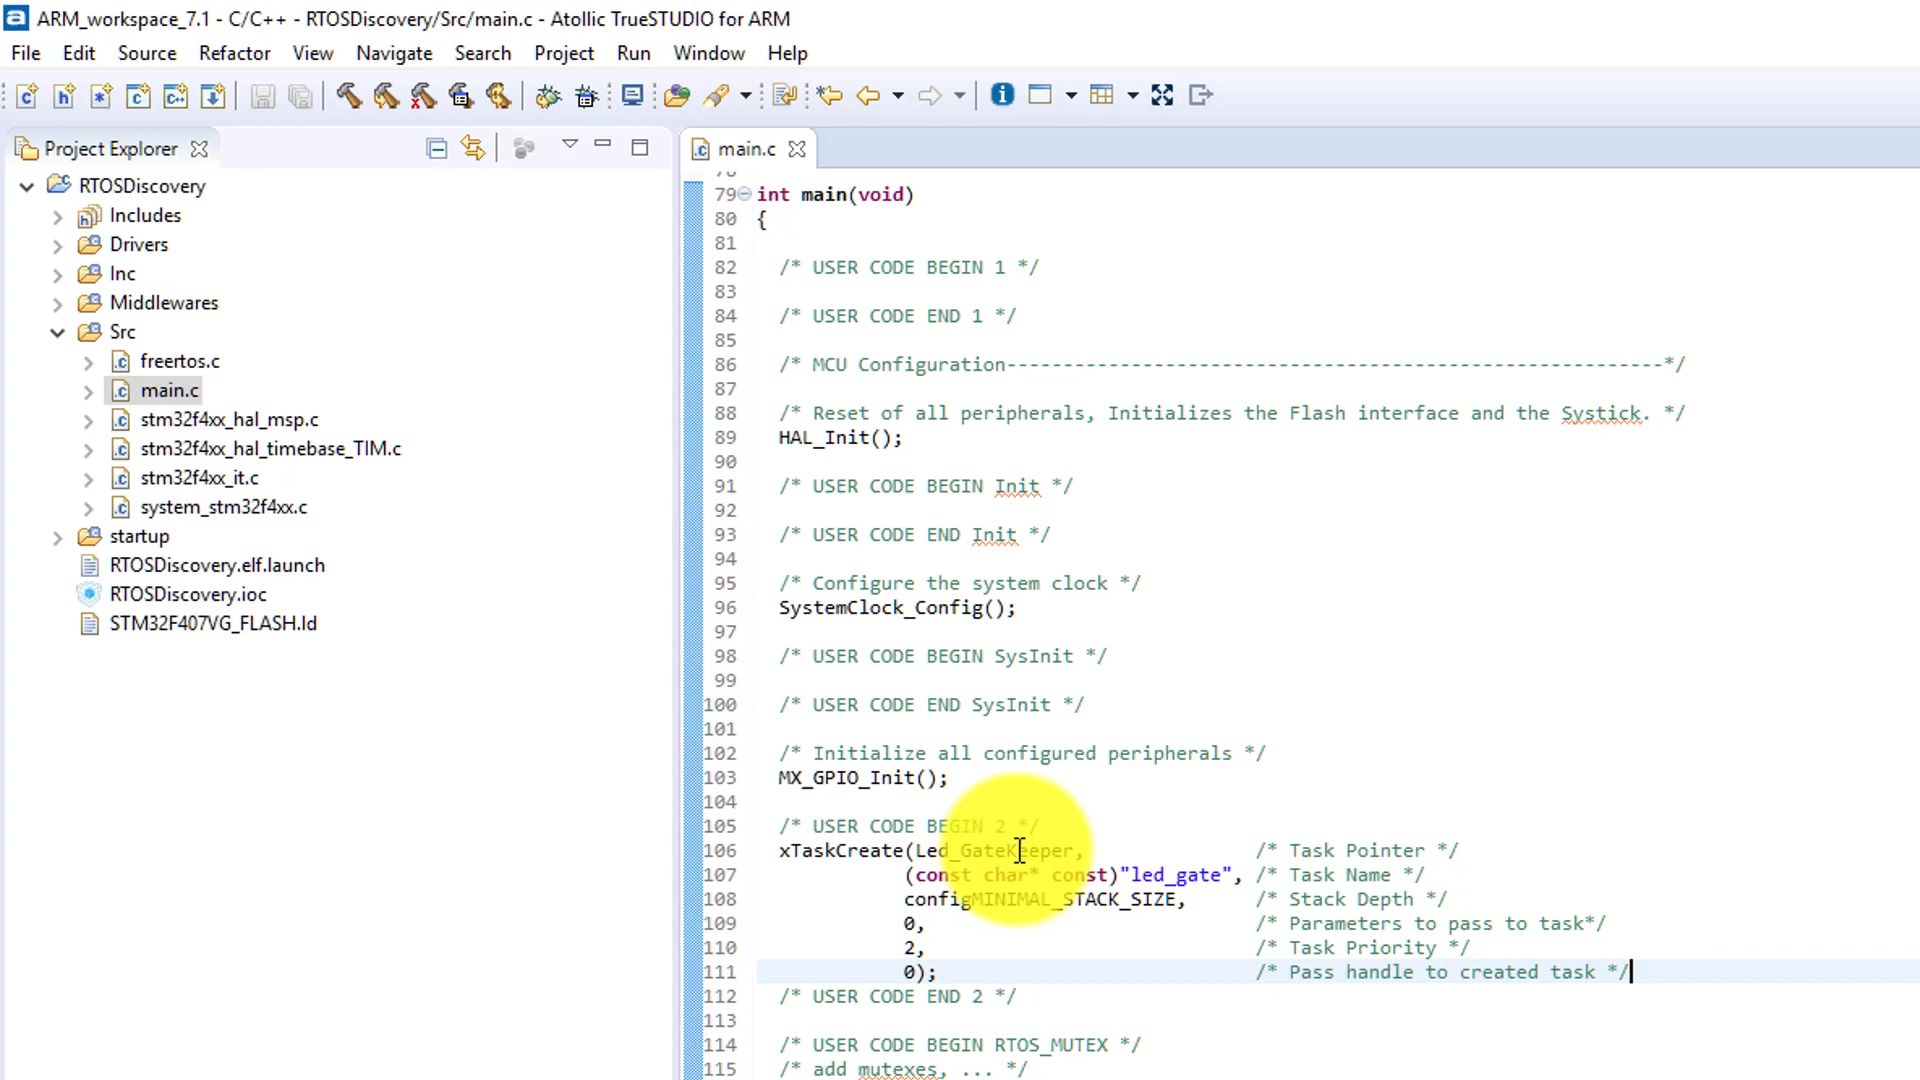 ARM_workspace_7.1 - C/C++ - RTOSDiscovery/Src/main.c - Atollic TrueSTUDIO for ARM
File Edit Source Refactor View Navigate Search Project Run Window Help
Project Explorer
RTOSDiscovery
Includes
Drivers
Inc
Middlewares
Src
freertos.c
main.c
stm32f4xx_hal_msp.c
stm32f4xx_hal_timebase_TIM.c
stm32f4xx_it.c
system_stm32f4xx.c
startup
RTOSDiscovery.elf.launch
RTOSDiscovery.ioc
STM32F407VG_FLASH.ld
main.c
79 int main(void)
80 {
81
82 /* USER CODE BEGIN 1 */
83
84 /* USER CODE END 1 */
85
86 /* MCU Configuration----------------------------------------------------------*/
87
88 /* Reset of all peripherals, Initializes the Flash interface and the Systick. */
89 HAL_Init();
90
91 /* USER CODE BEGIN Init */
92
93 /* USER CODE END Init */
94
95 /* Configure the system clock */
96 SystemClock_Config();
97
98 /* USER CODE BEGIN SysInit */
99
100 /* USER CODE END SysInit */
101
102 /* Initialize all configured peripherals */
103 MX_GPIO_Init();
104
105 /* USER CODE BEGIN 2 */
106 xTaskCreate(Led_GateKeeper, /* Task Pointer */
107 (const char* const)"led_gate", /* Task Name */
108 configMINIMAL_STACK_SIZE, /* Stack Depth */
109 0, /* Parameters to pass to task*/
110 2, /* Task Priority */
111 0); /* Pass handle to created task */
112 /* USER CODE END 2 */
113
114 /* USER CODE BEGIN RTOS_MUTEX */
115 /* add mutexes, ... */